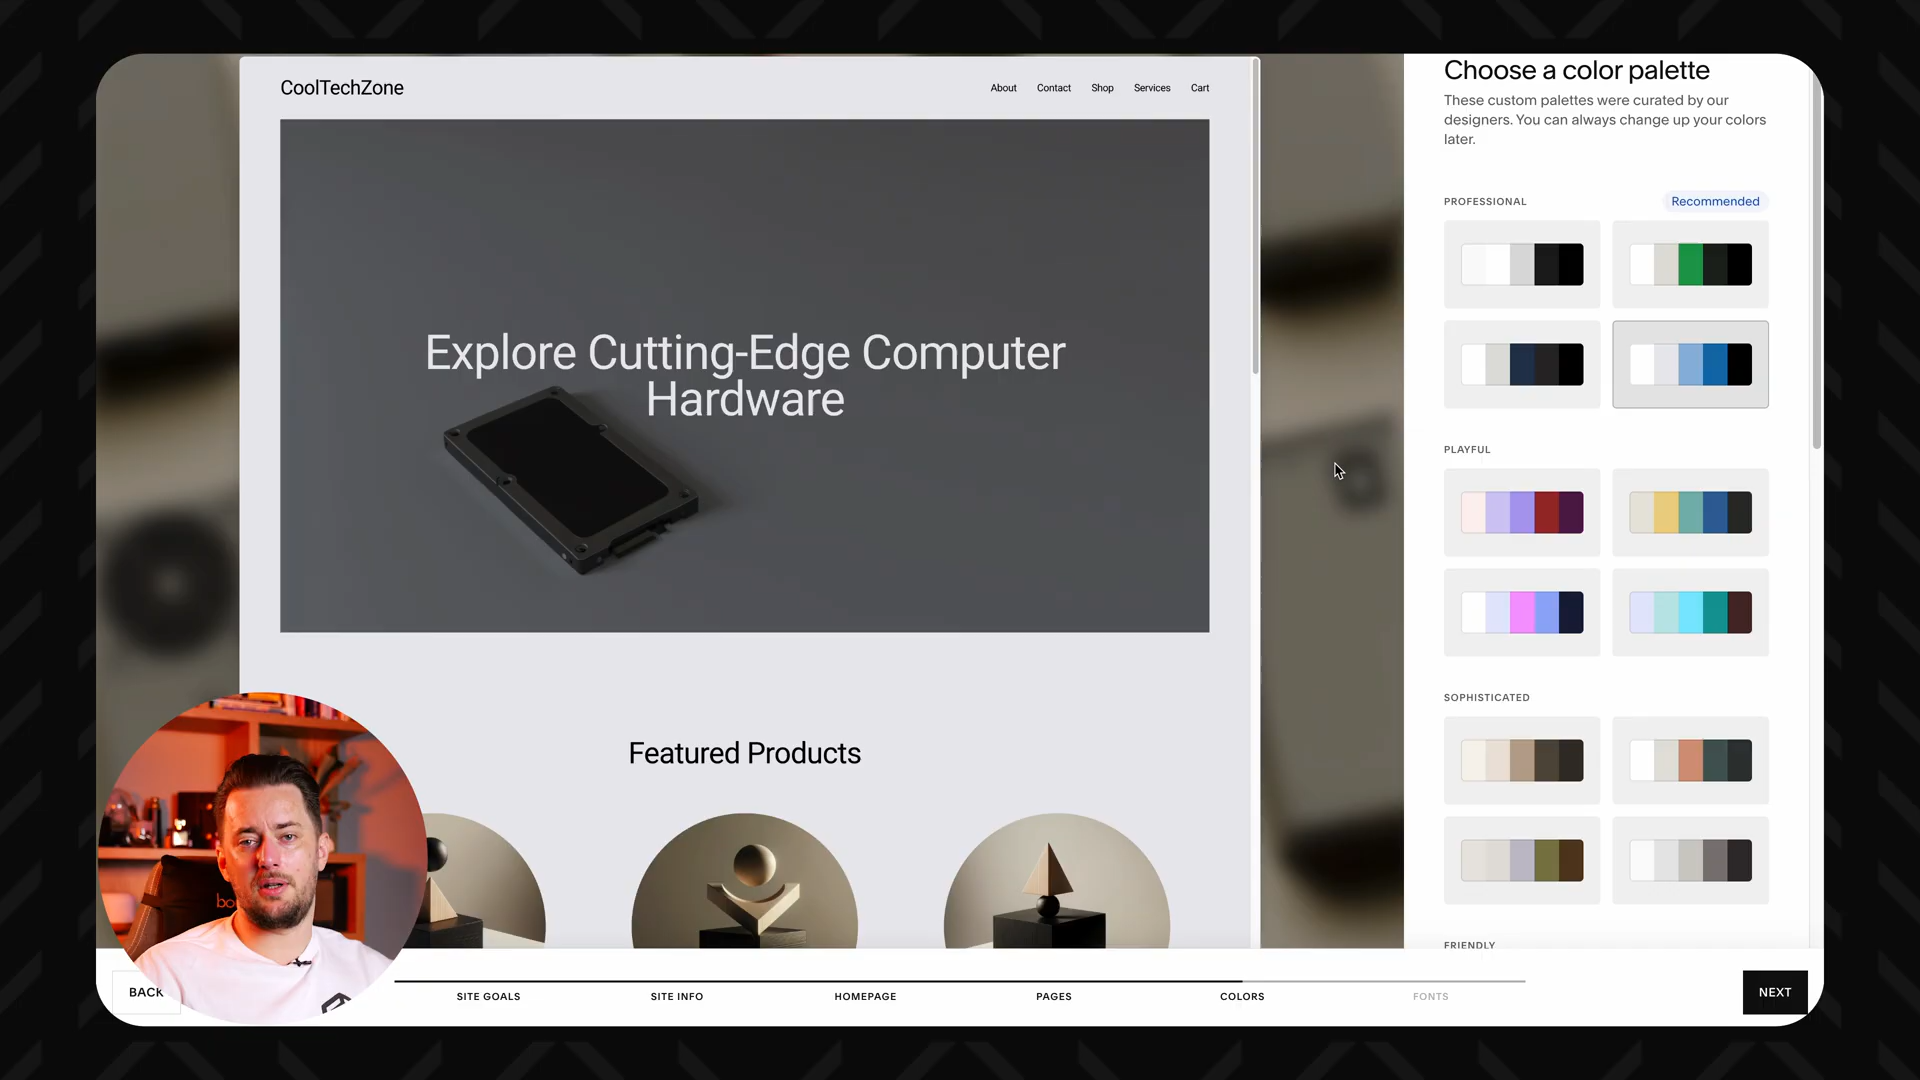 CoolTechZone
About
Contact
Shop
Services
Cart
Explore Cutting-Edge Computer
Hardware
Featured Products
Choose a color palette
These custom palettes were curated by our
designers. You can always change up your colors
later.
PROFESSIONAL
Recommended
PLAYFUL
SOPHISTICATED
FRIENDLY
BACK
SITE GOALS
SITE INFO
HOMEPAGE
PAGES
COLORS
FONTS
NEXT